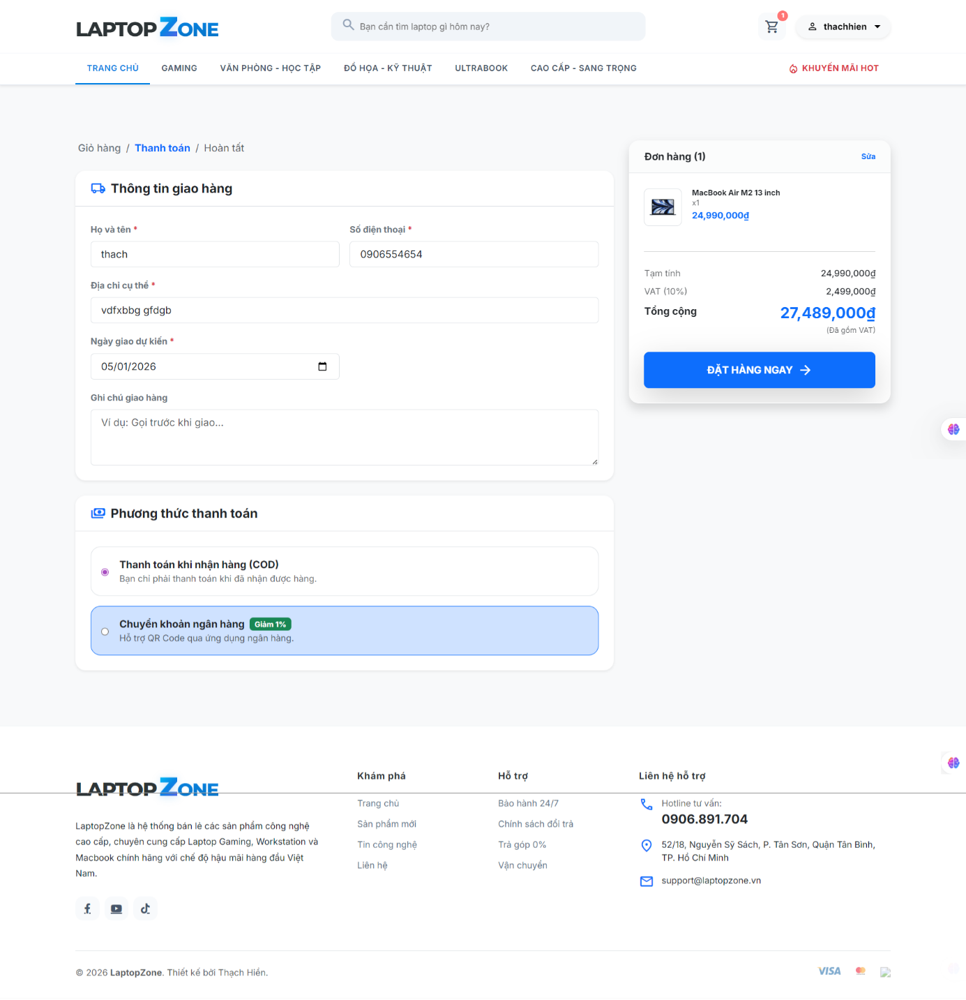 LAPTOP ZONE
Bạn cần tìm laptop gì hôm nay?
1
thachhien
TRANG CHỦ
GAMING
VĂN PHÒNG - HỌC TẬP
ĐỒ HỌA - KỸ THUẬT
ULTRABOOK
CAO CẤP - SANG TRỌNG
KHUYẾN MÃI HOT
Giỏ hàng / Thanh toán / Hoàn tất
Thông tin giao hàng
Họ và tên *
Số điện thoại *
thach
0906554654
Địa chỉ cụ thể *
vdfxbbg gfdgb
Ngày giao dự kiến *
05/01/2026
Ghi chú giao hàng
Ví dụ: Gọi trước khi giao...
Phương thức thanh toán
Thanh toán khi nhận hàng (COD)
Bạn chỉ phải thanh toán khi đã nhận được hàng.
Chuyển khoản ngân hàng Giảm 1%
Hỗ trợ QR Code qua ứng dụng ngân hàng.
Đơn hàng (1)
Sửa
MacBook Air M2 13 inch
x1
24,990,000₫
Tạm tính 24,990,000₫
VAT (10%) 2,499,000₫
Tổng cộng 27,489,000₫
(Đã gồm VAT)
ĐẶT HÀNG NGAY
LAPTOP ZONE
LaptopZone là hệ thống bán lẻ các sản phẩm công nghệ
cao cấp, chuyên cung cấp Laptop Gaming, Workstation và
Macbook chính hãng với chế độ hậu mãi hàng đầu Việt
Nam.
Khám phá
Trang chủ
Sản phẩm mới
Tin công nghệ
Liên hệ
Hỗ trợ
Bảo hành 24/7
Chính sách đổi trả
Trả góp 0%
Vận chuyển
Liên hệ hỗ trợ
Hotline tư vấn:
0906.891.704
52/18, Nguyễn Sỹ Sách, P. Tân Sơn, Quận Tân Bình,
TP. Hồ Chí Minh
support@laptopzone.vn
© 2026 LaptopZone. Thiết kế bởi Thạch Hiển.
VISA